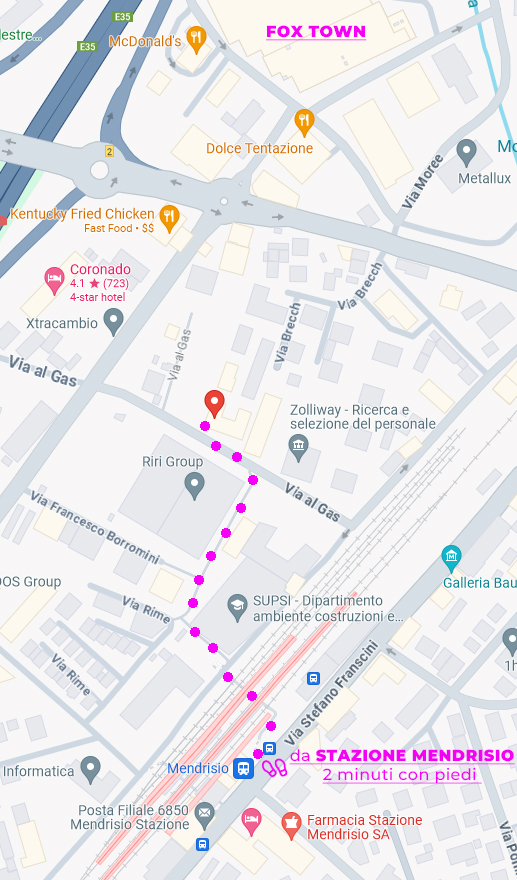 E35
FOX TOWN
lestre...
E35
McDonald's
2
Dolce Tentazione
Metallux
Via Moree
Kentucky Fried Chicken
Fast Food • $$
Coronado
4.1 ★ (723)
4-star hotel
Via Brecch
Xtracambio
Via Brecch
Via al Gas
Via al Gas
Zolliway - Ricerca e
selezione del personale
Riri Group
Via al Gas
Via Francesco Borromini
Galleria Bau
DOS Group
SUPSI - Dipartimento
ambiente costruzioni e...
Via Rime
Via Rime
1h
Via Stefano Franscini
da STAZIONE MENDRISIO
2 minuti con piedi
Mendrisio
Informatica
Posta Filiale 6850
Mendrisio Stazione
Farmacia Stazione
Mendrisio SA